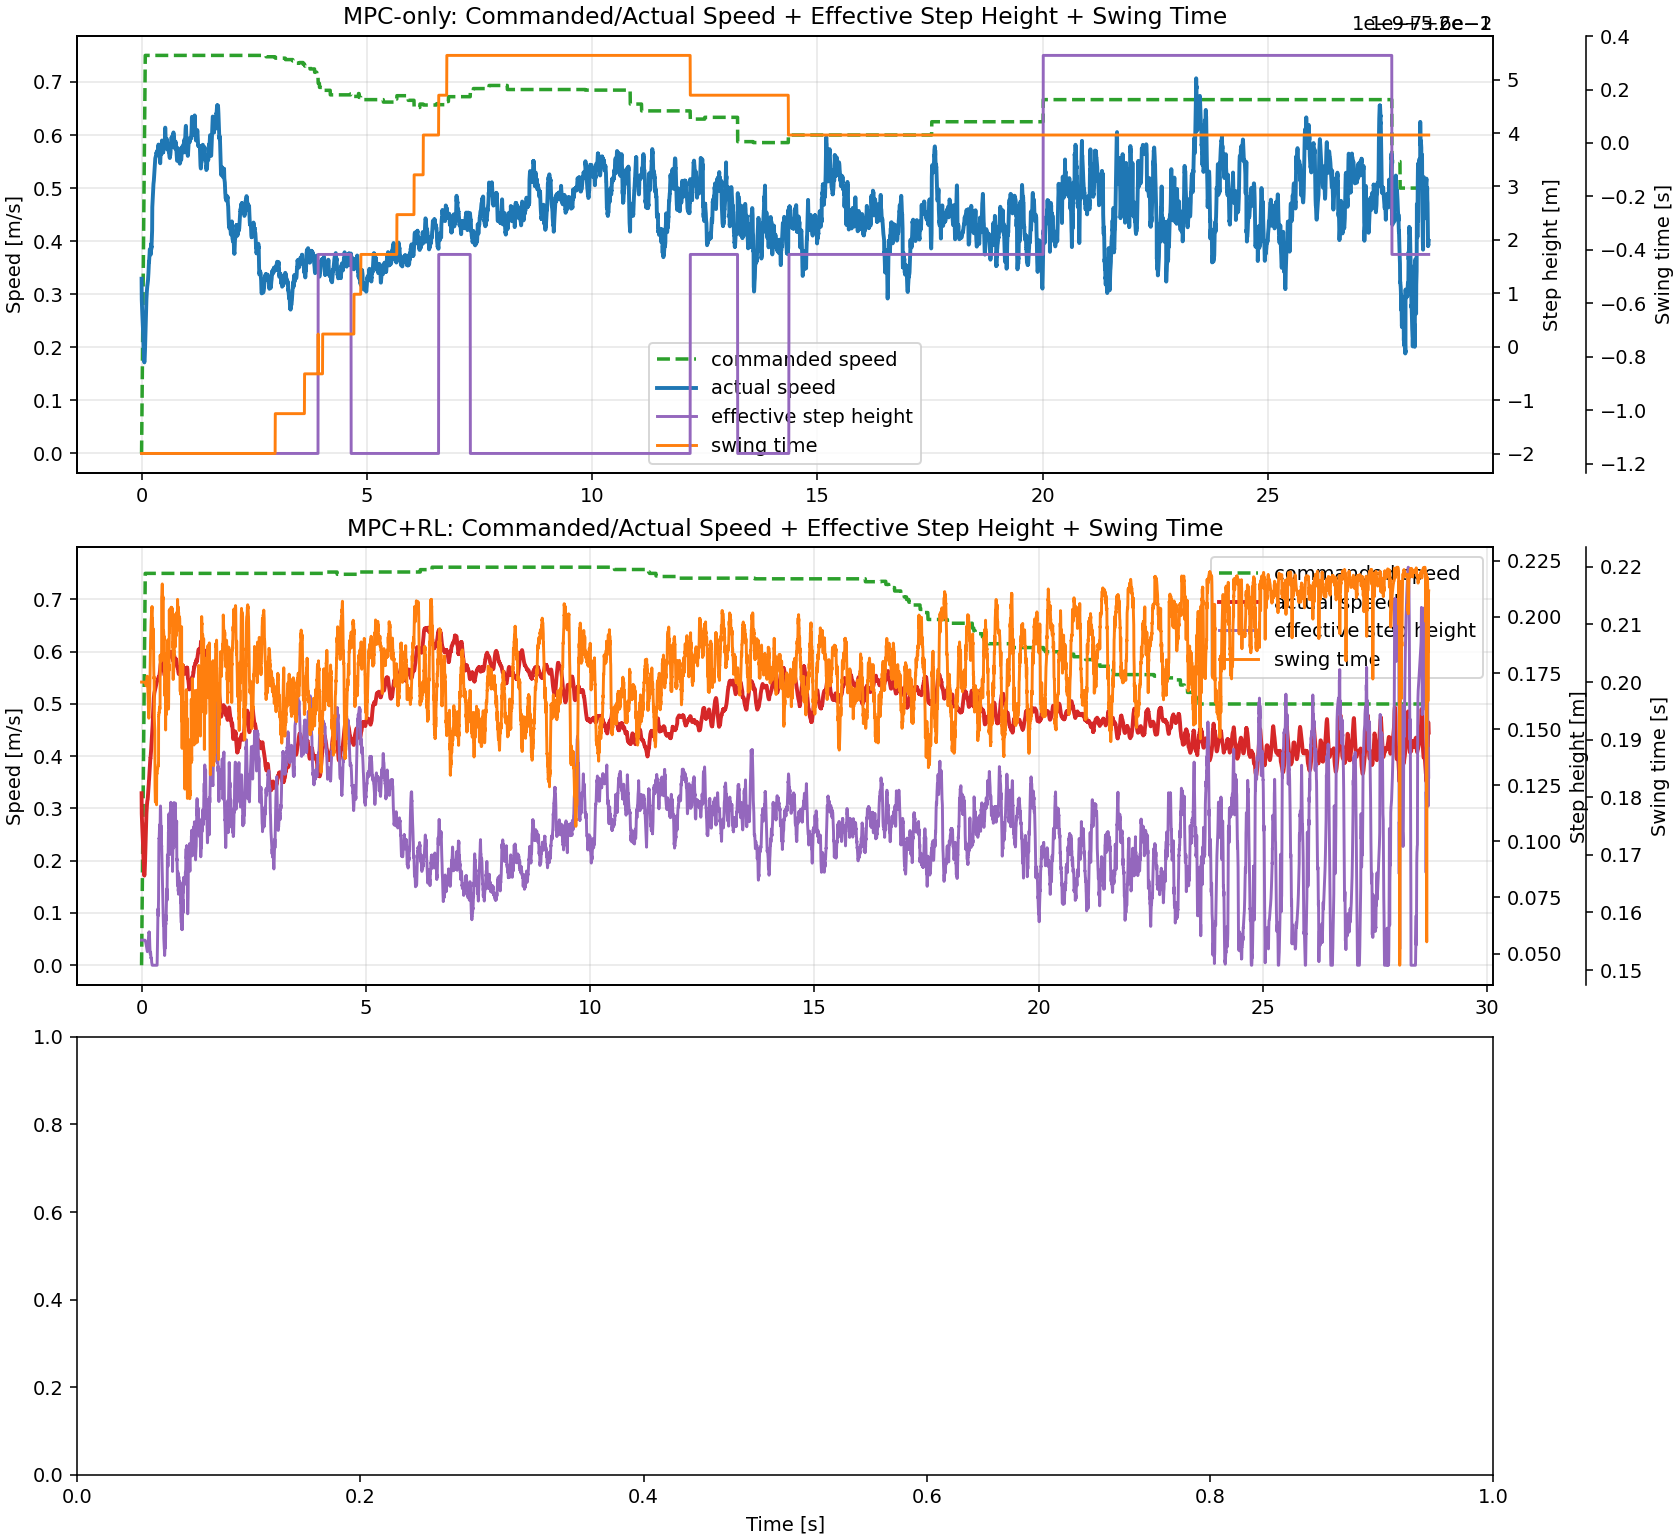 MPC-only: Commanded/Actual Speed + Effective Step Height + Swing Time
Speed [m/s]
0.7
0.6
0.5
0.4
0.3
0.2
0.1
0.0
0 5 10 15 20 25
commanded speed
actual speed
effective step height
swing time
5
4
3
2
1
0
−1
−2
Step height [m]
0.4
0.2
0.0
−0.2
−0.4
−0.6
−0.8
−1.0
−1.2
Swing time [s]
MPC+RL: Commanded/Actual Speed + Effective Step Height + Swing Time
Speed [m/s]
0.7
0.6
0.5
0.4
0.3
0.2
0.1
0.0
0 5 10 15 20 25 30
commanded speed
actual speed
effective step height
swing time
0.225
0.200
0.175
0.150
0.125
0.100
0.075
0.050
Step height [m]
0.22
0.21
0.20
0.19
0.18
0.17
0.16
0.15
Swing time [s]
1.0
0.8
0.6
0.4
0.2
0.0
0.0 0.2 0.4 0.6 0.8 1.0
Time [s]